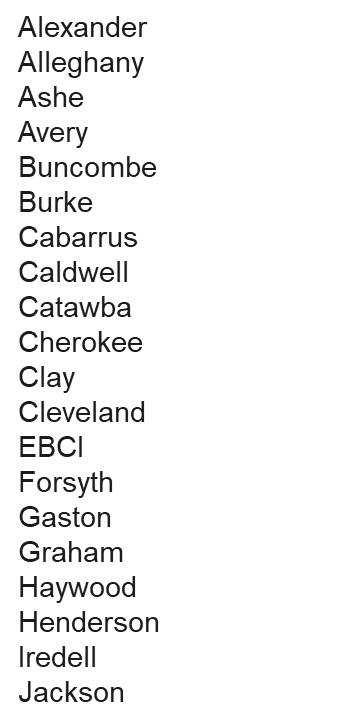 Alexander
Alleghany
Ashe
Avery
Buncombe
Burke
Cabarrus
Caldwell
Catawba
Cherokee
Clay
Cleveland
EBCI
Forsyth
Gaston
Graham
Haywood
Henderson
Iredell
Jackson